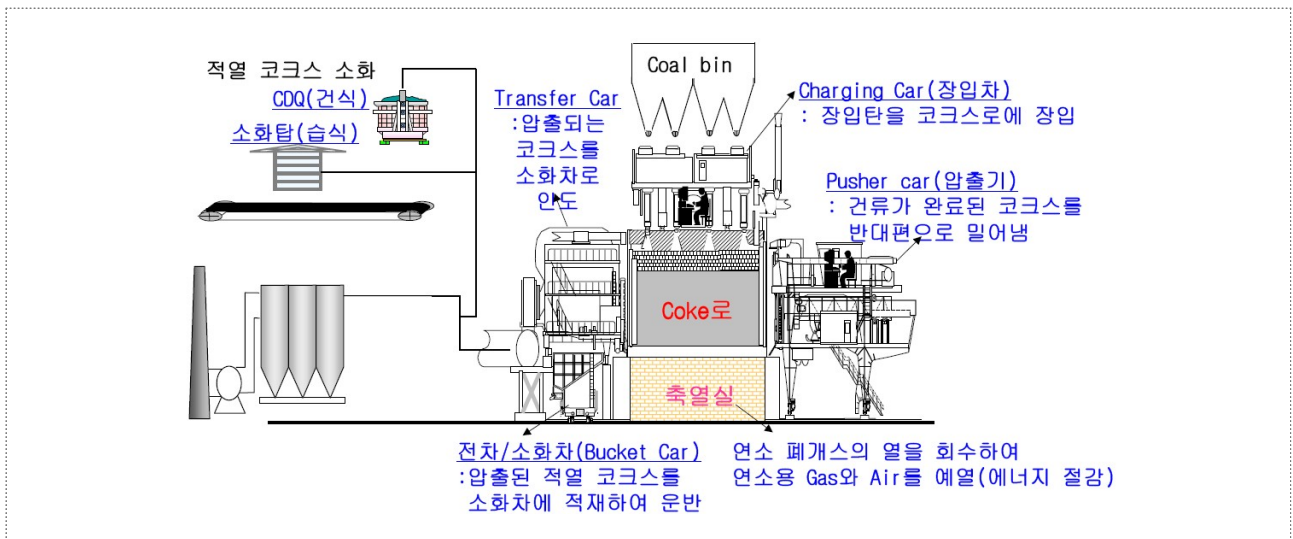 적열 코크스 소화
CDQ(건식)
소화탑(습식)
Transfer Car
:압출되는
코크스를
소화차로
안도
Coal bin
Charging Car(장입차)
: 장입탄을 코크스로에 장입
Pusher car(압출기)
: 건류가 완료된 코크스를
반대편으로 밀어냄
Coke로
축열실
전차/소화차(Bucket Car)
:압출된 적열 코크스를
소화차에 적재하여 운반
연소 폐개스의 열을 회수하여
연소용 Gas와 Air를 예열(에너지 절감)